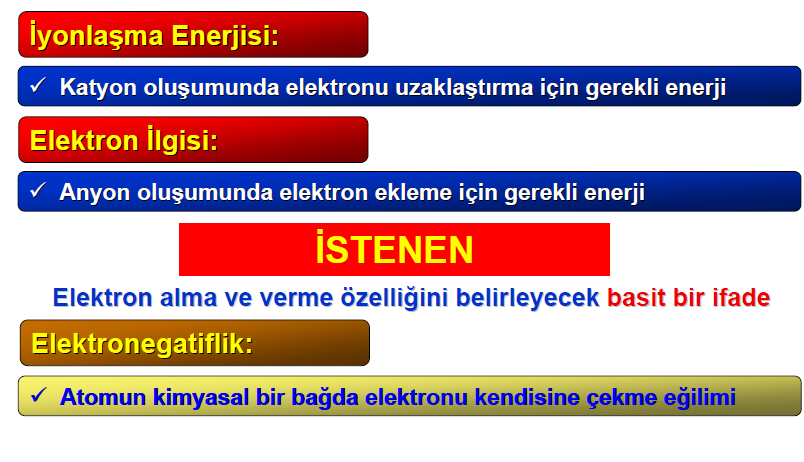 İyonlaşma Enerjisi:
✓ Katyon oluşumunda elektronu uzaklaştırma için gerekli enerji
Elektron İlgisi:
✓ Anyon oluşumunda elektron ekleme için gerekli enerji
İSTENEN
Elektron alma ve verme özelliğini belirleyecek basit bir ifade
Elektronegatiflik:
✓ Atomun kimyasal bir bağda elektronu kendisine çekme eğilimi